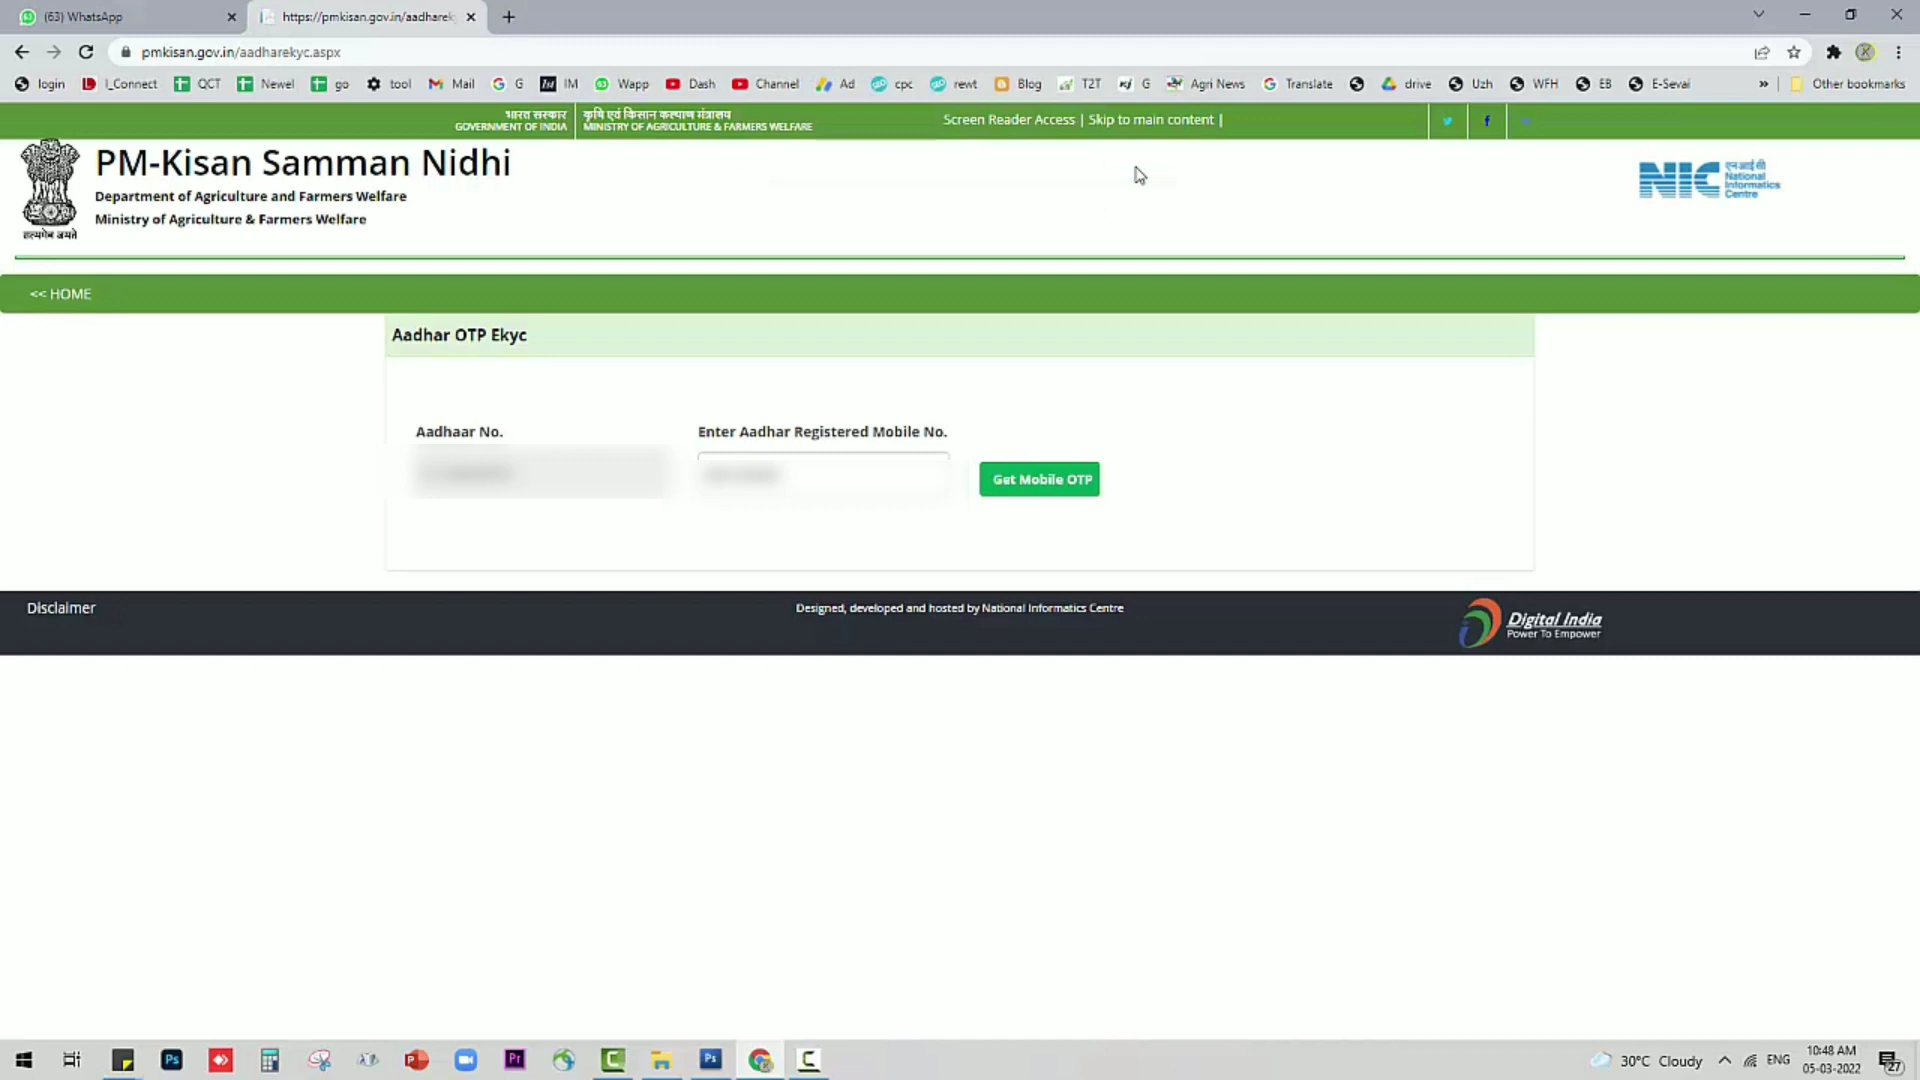 (63) WhatsApp
https://pmkisan.gov.in/aadharek
pmkisan.gov.in/aadharekyc.aspx
login I_Connect QCT Newel go tool Mail G IM Wapp Dash Channel Ad cpc rewt Blog T2T G Agri News Translate drive Uzh WFH EB E-Sevai » Other bookmarks
भारत सरकार
GOVERNMENT OF INDIA
कृषि एवं किसान कल्याण मंत्रालय
MINISTRY OF AGRICULTURE & FARMERS WELFARE
Screen Reader Access | Skip to main content |
सत्यमेव जयते
PM-Kisan Samman Nidhi
Department of Agriculture and Farmers Welfare
Ministry of Agriculture & Farmers Welfare
NIC
एन आई सी
National
Informatics
Centre
<< HOME
Aadhar OTP Ekyc
Aadhaar No.
Enter Aadhar Registered Mobile No.
Get Mobile OTP
Disclaimer
Designed, developed and hosted by National Informatics Centre
Digital India
Power To Empower
30°C Cloudy
ENG
10:48 AM
05-03-2022
27